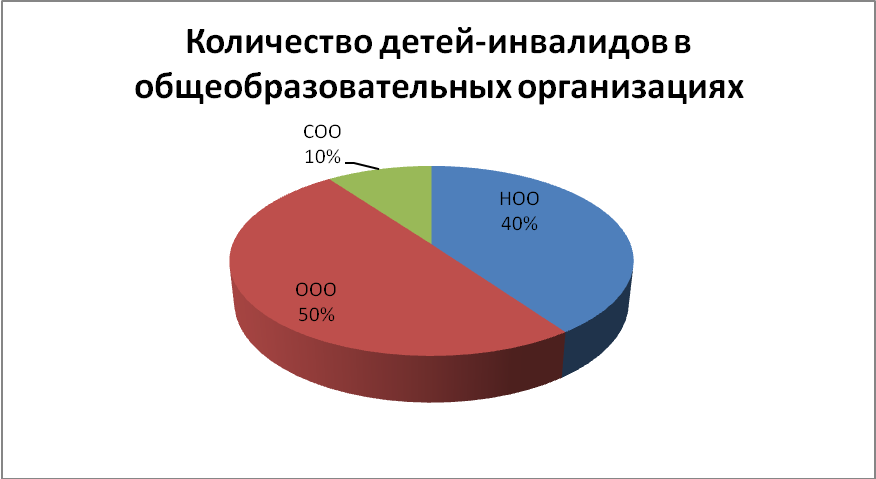 Количество детей-инвалидов в
общеобразовательных организациях
СОО
10%
НОО
40%
ООО
50%